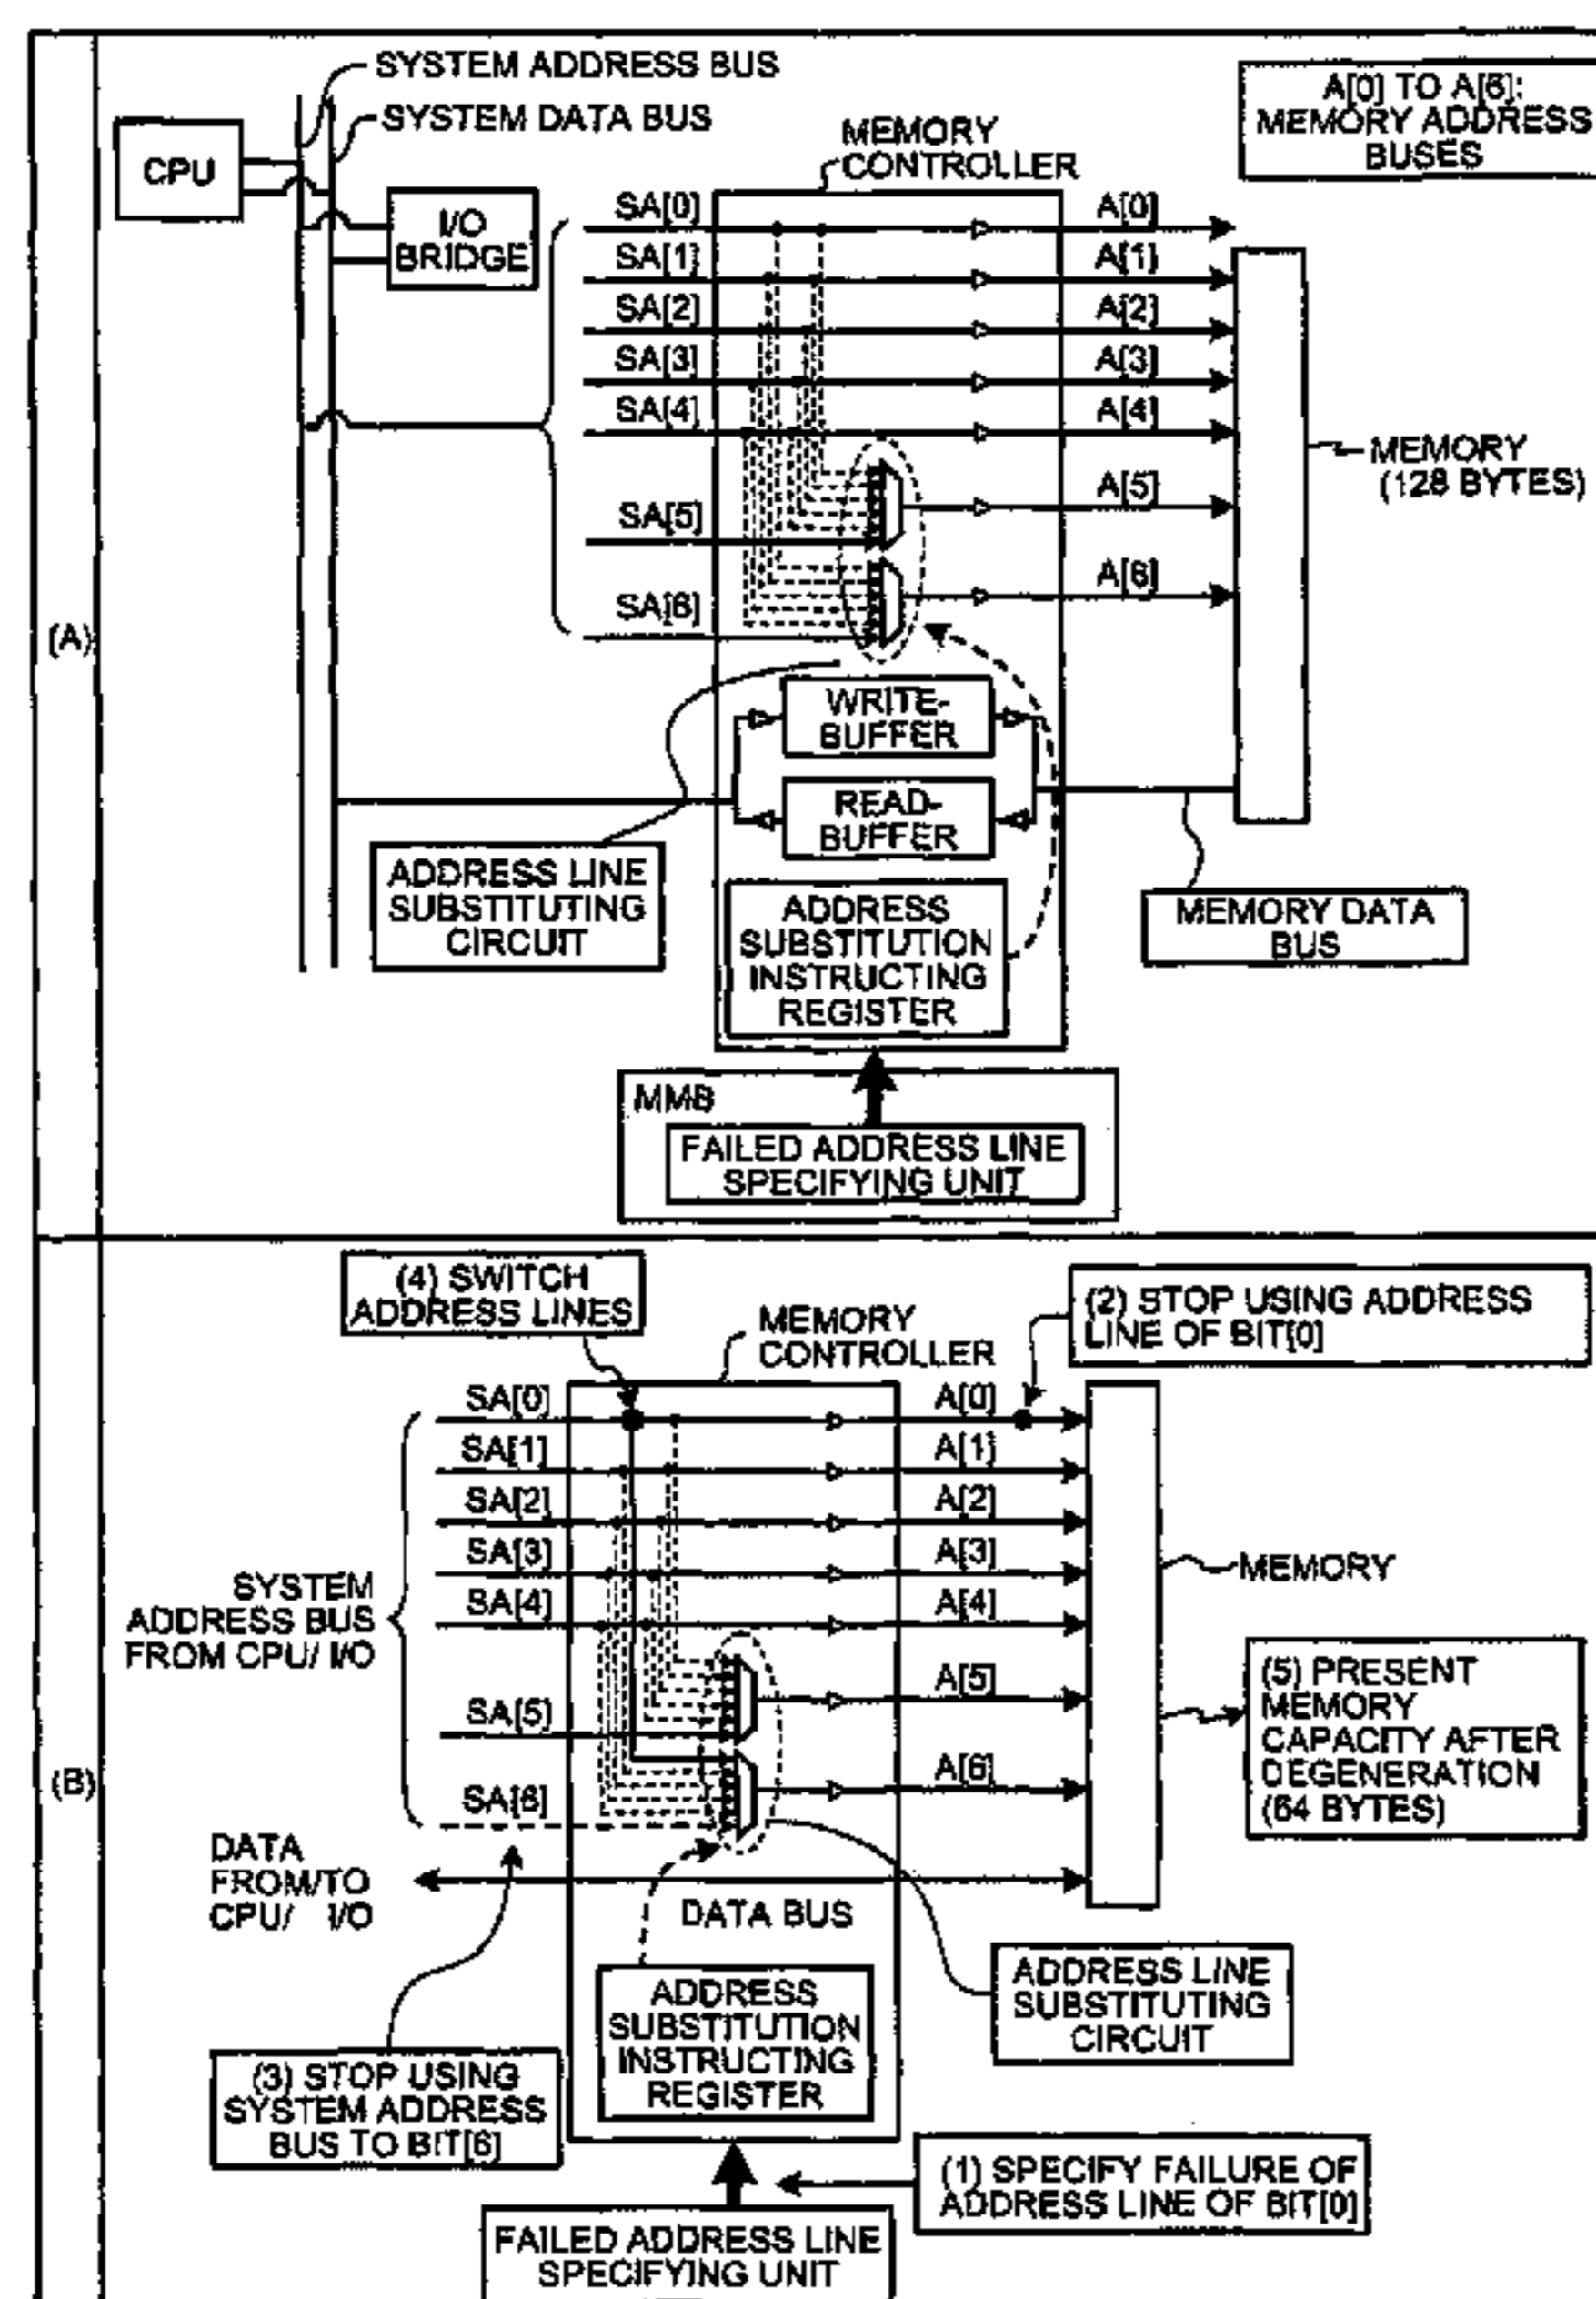 SYSTEM ADDRESS BUS
SYSTEM DATA BUS
A[0] TO A[6]:
MEMORY ADDRESS
BUSES
CPU
MEMORY
CONTROLLER
I/O
BRIDGE
SA[0]
A[0]
SA[1]
A[1]
SA[2]
A[2]
SA[3]
A[3]
SA[4]
A[4]
MEMORY
(128 BYTES)
SA[5]
A[5]
SA[6]
A[6]
(A)
WRITE-
BUFFER
READ-
BUFFER
ADDRESS LINE
SUBSTITUTING
CIRCUIT
ADDRESS
SUBSTITUTION
INSTRUCTING
REGISTER
MEMORY DATA
BUS
MMB
FAILED ADDRESS LINE
SPECIFYING UNIT
(4) SWITCH
ADDRESS LINES
MEMORY
CONTROLLER
(2) STOP USING ADDRESS
LINE OF BIT[0]
SA[0]
A[0]
SA[1]
A[1]
SA[2]
A[2]
SA[3]
A[3]
SA[4]
A[4]
MEMORY
SYSTEM
ADDRESS BUS
FROM CPU/ I/O
SA[5]
A[5]
SA[6]
A[6]
(5) PRESENT
MEMORY
CAPACITY AFTER
DEGENERATION
(64 BYTES)
(B)
DATA
FROM/TO
CPU/ I/O
DATA BUS
ADDRESS
SUBSTITUTION
INSTRUCTING
REGISTER
ADDRESS LINE
SUBSTITUTING
CIRCUIT
(3) STOP USING
SYSTEM ADDRESS
BUS TO BIT[6]
(1) SPECIFY FAILURE OF
ADDRESS LINE OF BIT[0]
FAILED ADDRESS LINE
SPECIFYING UNIT